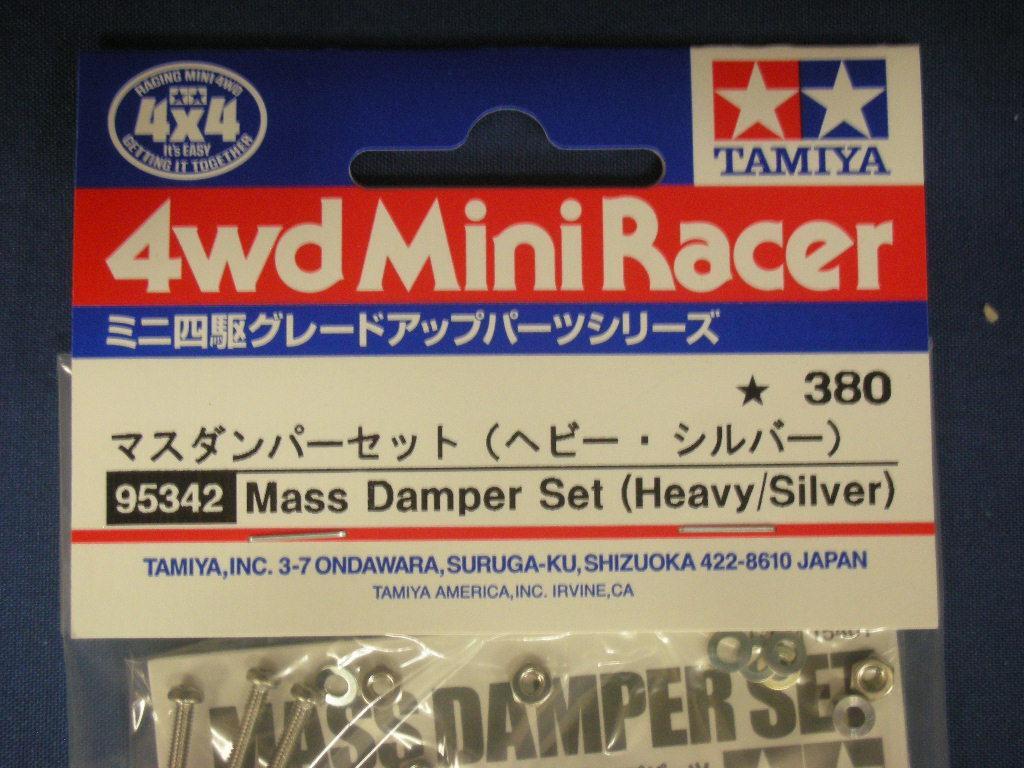 RACING MINI 4WD
4x4
It's EASY
GETTING IT TOGETHER
TAMIYA
4wd Mini Racer
ミニ四駆グレードアップパーツシリーズ
★ 380
マスダンパーセット（ヘビー・シルバー）
95342 Mass Damper Set (Heavy/Silver)
TAMIYA, INC. 3-7 ONDAWARA, SURUGA-KU, SHIZUOKA 422-8610 JAPAN
TAMIYA AMERICA, INC. IRVINE, CA
MASS DAMPER SET